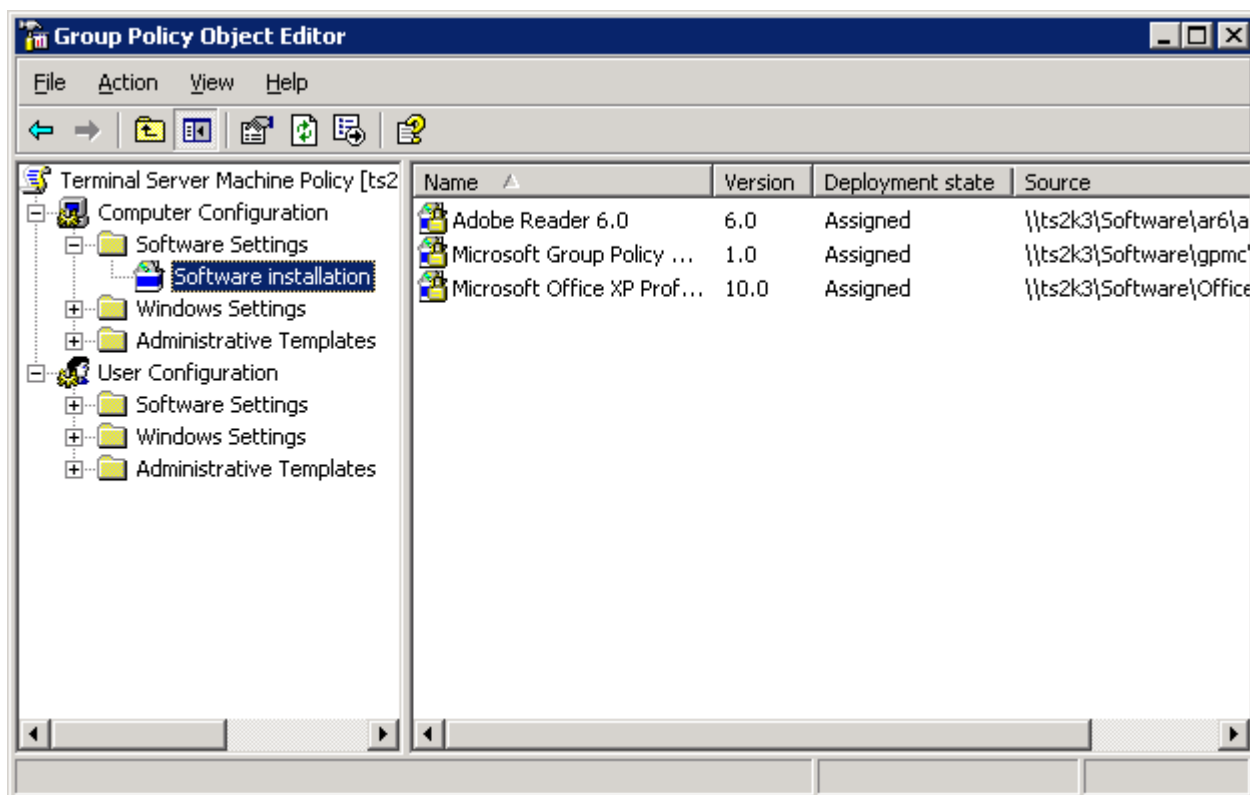 Group Policy Object Editor
File Action View Help
Terminal Server Machine Policy [ts2
Computer Configuration
Software Settings
Software installation
Windows Settings
Administrative Templates
User Configuration
Software Settings
Windows Settings
Administrative Templates
Name Version Deployment state Source
Adobe Reader 6.0 6.0 Assigned \\ts2k3\Software\ar6\a
Microsoft Group Policy ... 1.0 Assigned \\ts2k3\Software\gpmc
Microsoft Office XP Prof... 10.0 Assigned \\ts2k3\Software\Office